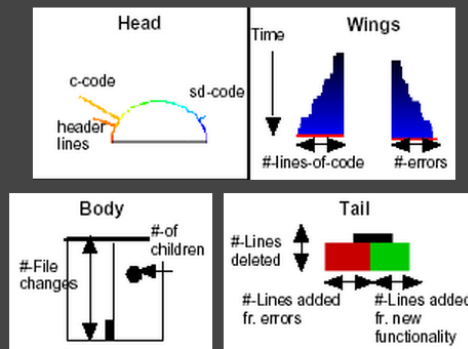 Head
c-code
sd-code
header
lines
Wings
Time
#-lines-of-code
#-errors
Body
#-of
children
#-File
changes
Tail
#-Lines
deleted
#-Lines added
fr. errors
#-Lines added
fr. new
functionality